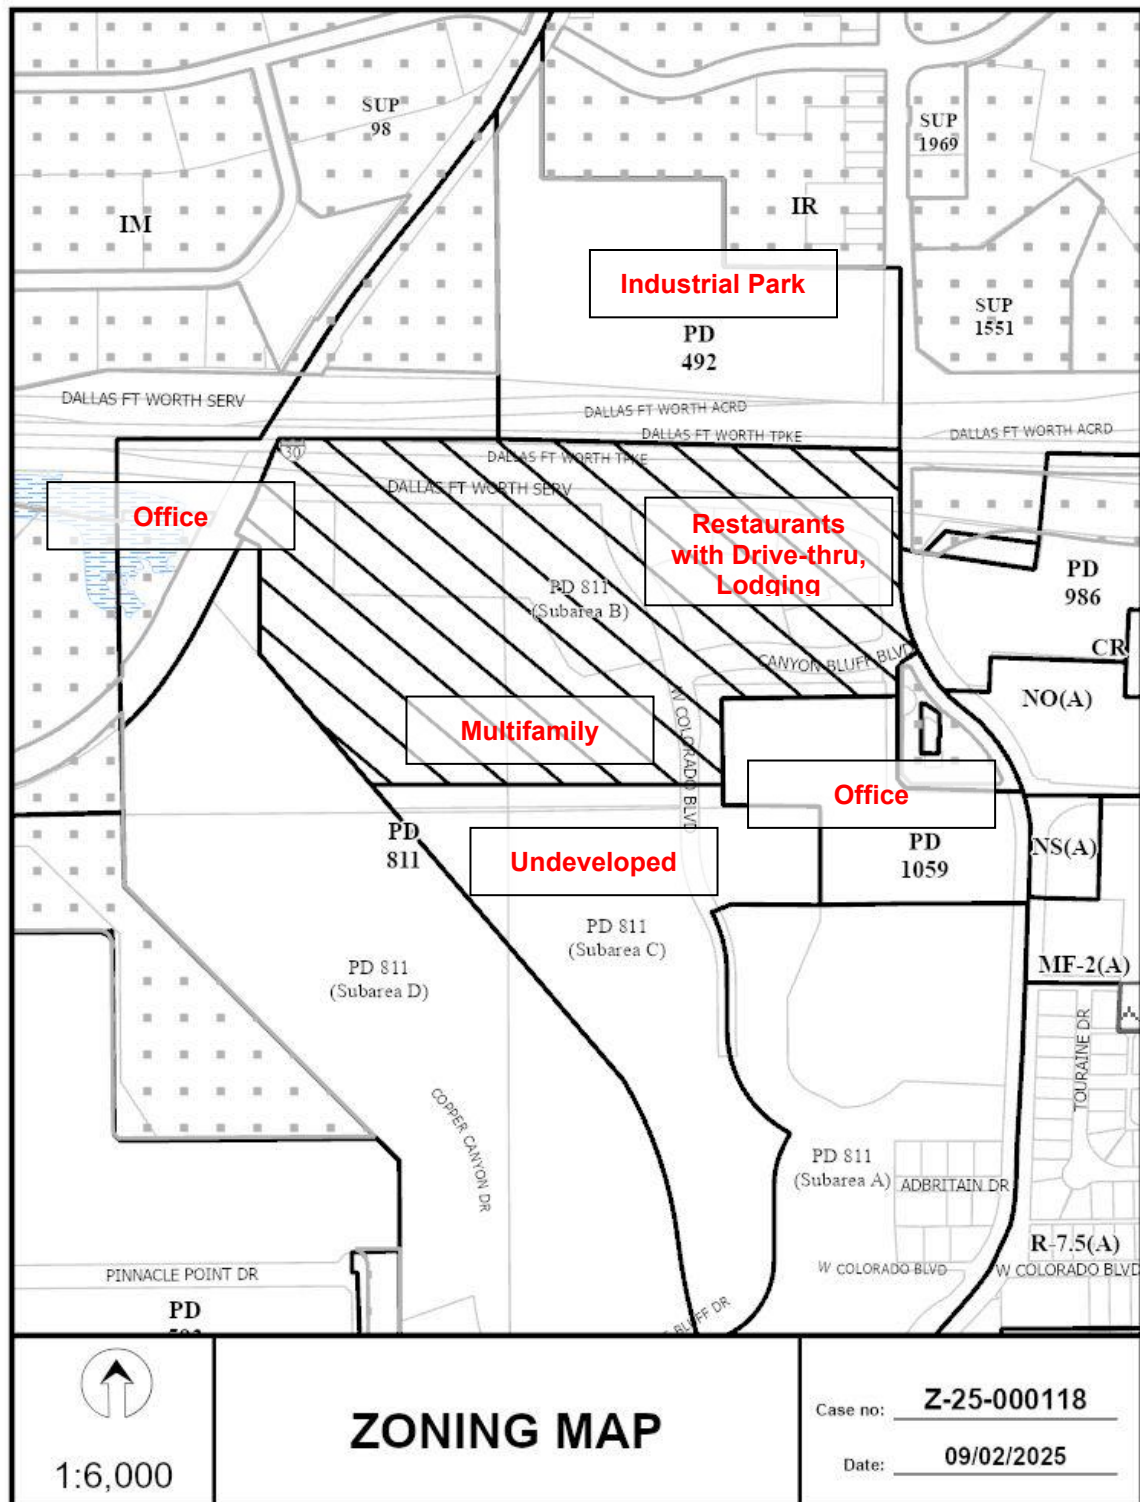 SUP
98
SUP
1969
IM
IR
Industrial Park
SUP
1551
PD
492
DALLAS FT WORTH SERV
DALLAS FT WORTH ACRD
DALLAS FT WORTH TPKE
DALLAS FT WORTH ACRD
30
DALLAS FT WORTH TPKE
DALLAS FT WORTH SERV
Office
Restaurants
with Drive-thru,
Lodging
PD 811
(Subarea B)
PD
986
CR
CANYON BLUFF BLVD
NO(A)
Multifamily
W COLORADO BLVD
Office
PD
811
Undeveloped
PD
1059
NS(A)
PD 811
(Subarea C)
PD 811
(Subarea D)
MF-2(A)
TOURAINE DR
COPPER CANYON DR
PD 811
(Subarea A)
ADBRITAIN DR
R-7.5(A)
W COLORADO BLVD
W COLORADO BLVD
PINNACLE POINT DR
PD
BLUFF DR
1:6,000
ZONING MAP
Case no: Z-25-000118
Date: 09/02/2025